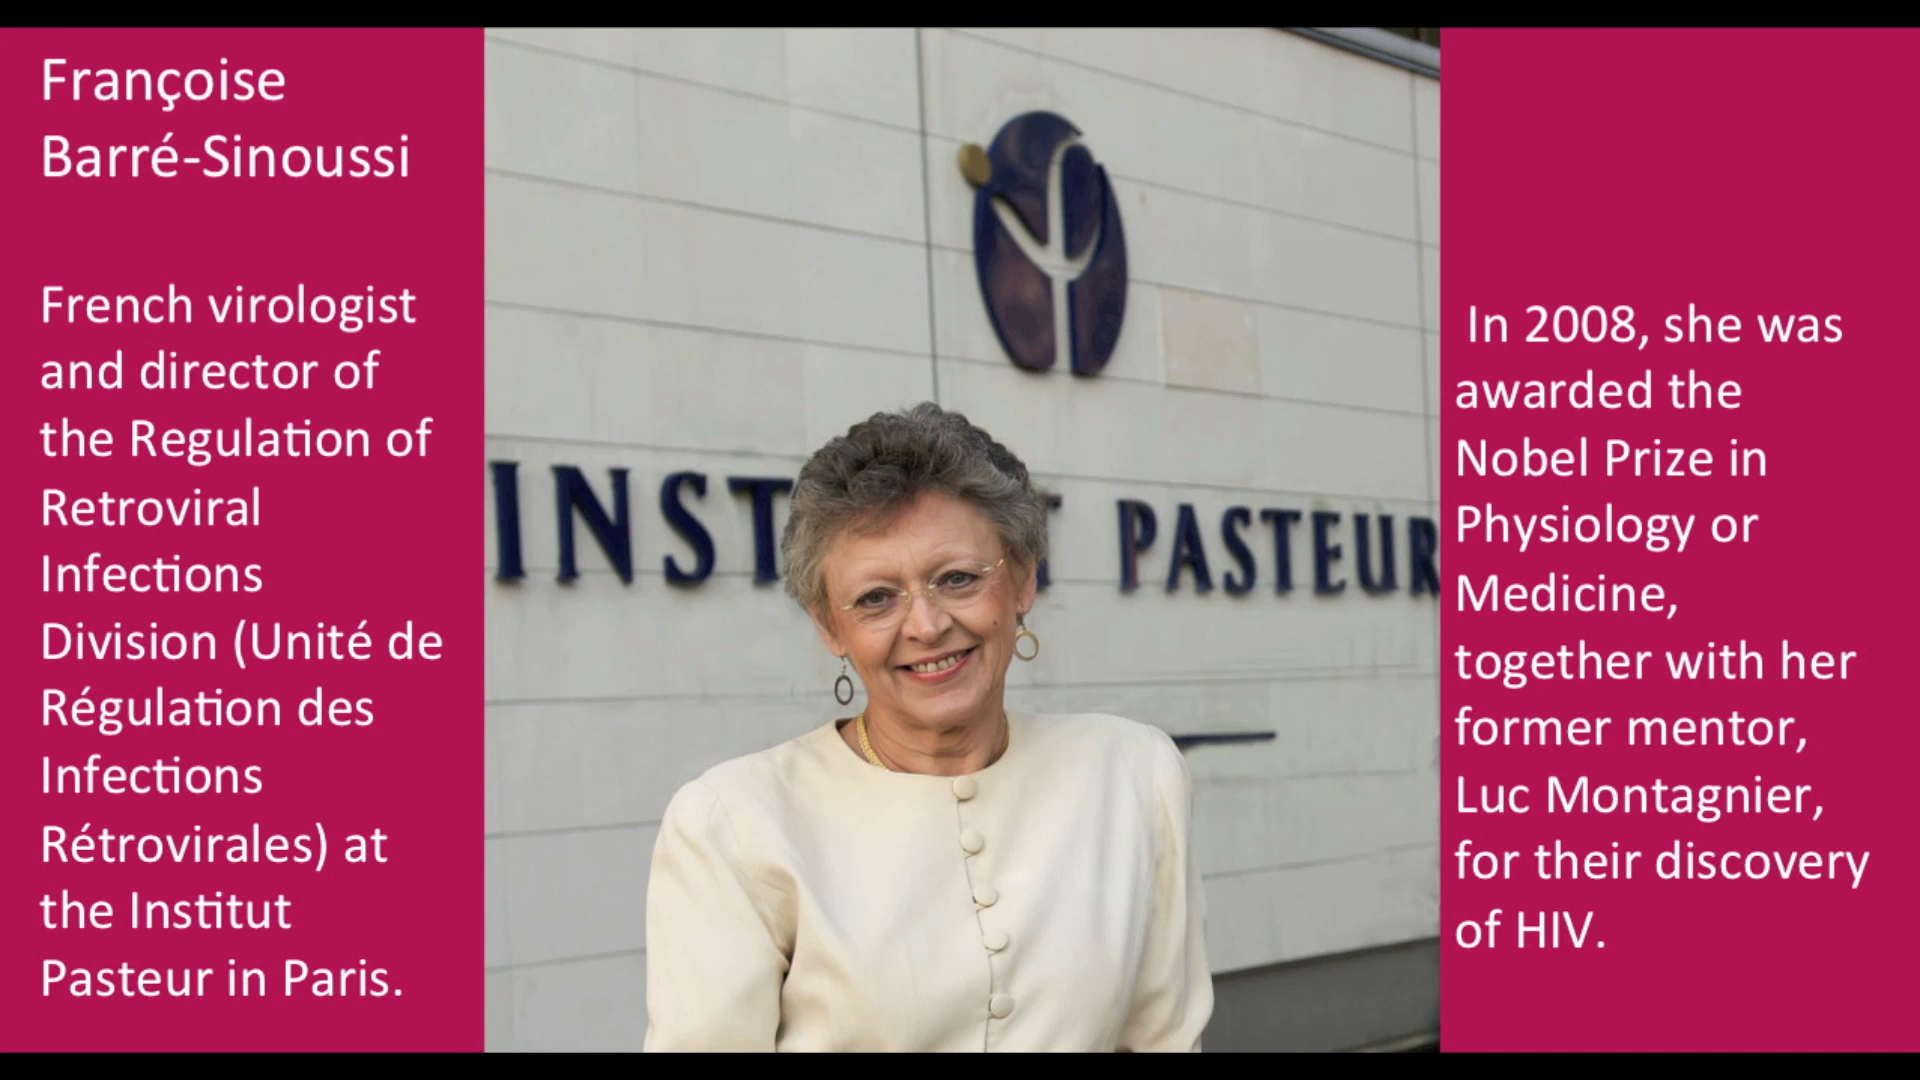 Françoise
Barré-Sinoussi
French virologist
and director of
the Regulation of
Retroviral
Infections
Division (Unité de
Régulation des
Infections
Rétrovirales) at
the Institut
Pasteur in Paris.
INST T PASTEUR
In 2008, she was
awarded the
Nobel Prize in
Physiology or
Medicine,
together with her
former mentor,
Luc Montagnier,
for their discovery
of HIV.